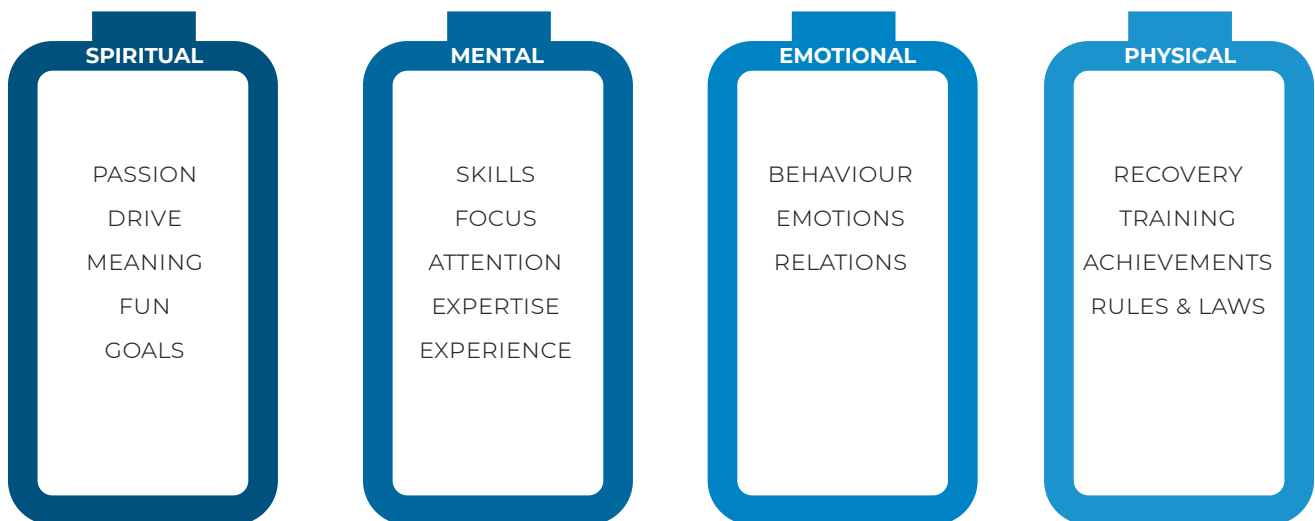 SPIRITUAL
PASSION
DRIVE
MEANING
FUN
GOALS
MENTAL
SKILLS
FOCUS
ATTENTION
EXPERTISE
EXPERIENCE
EMOTIONAL
BEHAVIOUR
EMOTIONS
RELATIONS
PHYSICAL
RECOVERY
TRAINING
ACHIEVEMENTS
RULES & LAWS